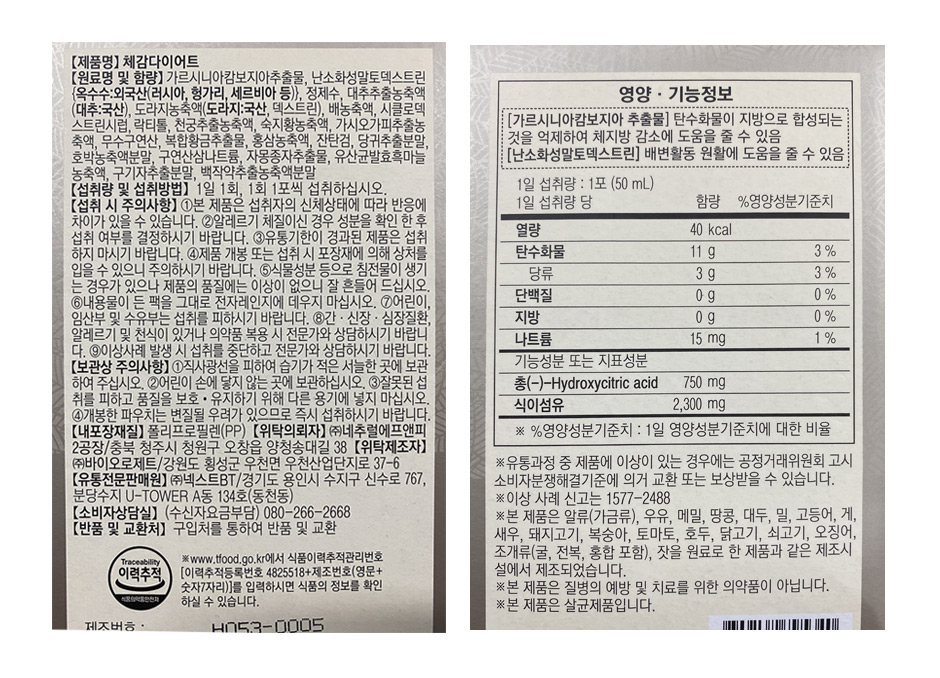 【제품명】 체감다이어트
【원료명 및 함량】 가르시니아캄보지아추출물, 난소화성말토덱스트린
{옥수수:외국산(러시아, 헝가리, 세르비아 등)}, 정제수, 대추추출농축액
(대추:국산), 도라지농축액(도라지:국산, 덱스트린), 배농축액, 시클로덱
스트린시럽, 락티톨, 천궁추출농축액, 숙지황농축액, 가시오가피추출농
축액, 무수구연산, 복합황금추출물, 홍삼농축액, 잔탄검, 당귀추출분말,
호박농축액분말, 구연산삼나트륨, 자몽종자추출물, 유산균발효흑마늘
농축액, 구기자추출분말, 백작약추출농축액분말
【섭취량 및 섭취방법】 1일 1회, 1회 1포씩 섭취하십시오.
【섭취 시 주의사항】 ①본 제품은 섭취자의 신체상태에 따라 반응에
차이가 있을 수 있습니다. ②알레르기 체질이신 경우 성분을 확인 한 후
섭취 여부를 결정하시기 바랍니다. ③유통기한이 경과된 제품은 섭취
하지 마시기 바랍니다. ④제품 개봉 또는 섭취 시 포장재에 의해 상처를
입을 수 있으니 주의하시기 바랍니다. ⑤식물성분 등으로 침전물이 생기
는 경우가 있으나 제품의 품질에는 이상이 없으니 잘 흔들어 드십시오.
⑥내용물이 든 팩을 그대로 전자레인지에 데우지 마십시오. ⑦어린이,
임산부 및 수유부는 섭취를 피하시기 바랍니다. ⑧간·신장·심장질환,
알레르기 및 천식이 있거나 의약품 복용 시 전문가와 상담하시기 바랍니
다. ⑨이상사례 발생 시 섭취를 중단하고 전문가와 상담하시기 바랍니다.
【보관상 주의사항】 ①직사광선을 피하여 습기가 적은 서늘한 곳에 보관
하여 주십시오. ②어린이 손에 닿지 않는 곳에 보관하십시오. ③잘못된 섭
취를 피하고 품질을 보호·유지하기 위해 다른 용기에 넣지 마십시오.
④개봉한 파우치는 변질될 우려가 있으므로 즉시 섭취하시기 바랍니다.
【내포장재질】 폴리프로필렌(PP) 【위탁의뢰자】 ㈜네추럴에프앤피
2공장/충북 청주시 청원구 오창읍 양청송대길 38 【위탁제조자】
㈜바이오로제트/강원도 횡성군 우천면 우천산업단지로 37-6
【유통전문판매원】 ㈜넥스트BT/경기도 용인시 수지구 신수로 767,
분당수지 U-TOWER A동 134호(동천동)
【소비자상담실】 (수신자요금부담) 080-266-2668
【반품 및 교환처】 구입처를 통하여 반품 및 교환
Traceability
이력추적
식품의약품안전처
※www.tfood.go.kr에서 식품이력추적관리번호
[이력추적등록번호 4825518+제조번호(영문+
숫자7자리)]를 입력하시면 식품의 정보를 확인
하실 수 있습니다.
제조번호 : H053-0005
영양·기능정보
[가르시니아캄보지아 추출물] 탄수화물이 지방으로 합성되는
것을 억제하여 체지방 감소에 도움을 줄 수 있음
[난소화성말토덱스트린] 배변활동 원활에 도움을 줄 수 있음
1일 섭취량 : 1포 (50 mL)
1일 섭취량 당 함량 %영양성분기준치
열량 40 kcal
탄수화물 11 g 3 %
당류 3 g 3 %
단백질 0 g 0 %
지방 0 g 0 %
나트륨 15 mg 1 %
기능성분 또는 지표성분
총(-)-Hydroxycitric acid 750 mg
식이섬유 2,300 mg
※ %영양성분기준치 : 1일 영양성분기준치에 대한 비율
※유통과정 중 제품에 이상이 있는 경우에는 공정거래위원회 고시
소비자분쟁해결기준에 의거 교환 또는 보상받을 수 있습니다.
※이상 사례 신고는 1577-2488
※본 제품은 알류(가금류), 우유, 메밀, 땅콩, 대두, 밀, 고등어, 게,
새우, 돼지고기, 복숭아, 토마토, 호두, 닭고기, 쇠고기, 오징어,
조개류(굴, 전복, 홍합 포함), 잣을 원료로 한 제품과 같은 제조시
설에서 제조되었습니다.
※본 제품은 질병의 예방 및 치료를 위한 의약품이 아닙니다.
※본 제품은 살균제품입니다.